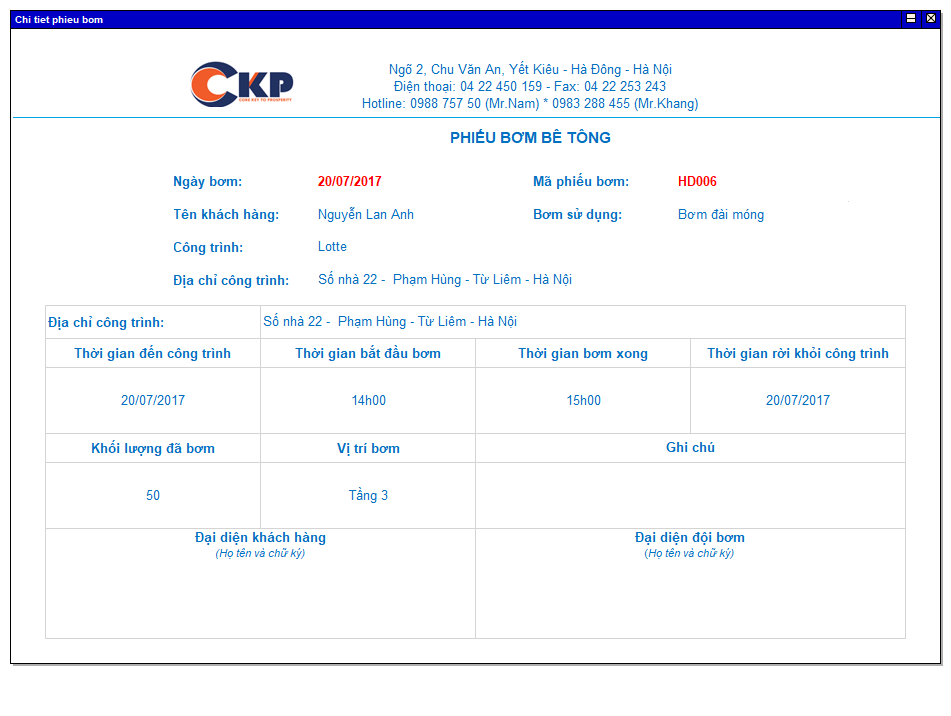 Chi tiet phieu bom
CKP
CORE KEY TO PROSPERITY
Ngõ 2, Chu Văn An, Yết Kiêu - Hà Đông - Hà Nội
Điện thoại: 04 22 450 159 - Fax: 04 22 253 243
Hotline: 0988 757 50 (Mr.Nam) * 0983 288 455 (Mr.Khang)
PHIẾU BƠM BÊ TÔNG
Ngày bơm: 20/07/2017 Mã phiếu bơm: HD006
Tên khách hàng: Nguyễn Lan Anh Bơm sử dụng: Bơm đài móng
Công trình: Lotte
Địa chỉ công trình: Số nhà 22 - Phạm Hùng - Từ Liêm - Hà Nội
Địa chỉ công trình: Số nhà 22 - Phạm Hùng - Từ Liêm - Hà Nội
Thời gian đến công trình Thời gian bắt đầu bơm Thời gian bơm xong Thời gian rời khỏi công trình
20/07/2017 14h00 15h00 20/07/2017
Khối lượng đã bơm Vị trí bơm Ghi chú
50 Tầng 3
Đại diện khách hàng Đại diện đội bơm
(Họ tên và chữ ký) (Họ tên và chữ ký)